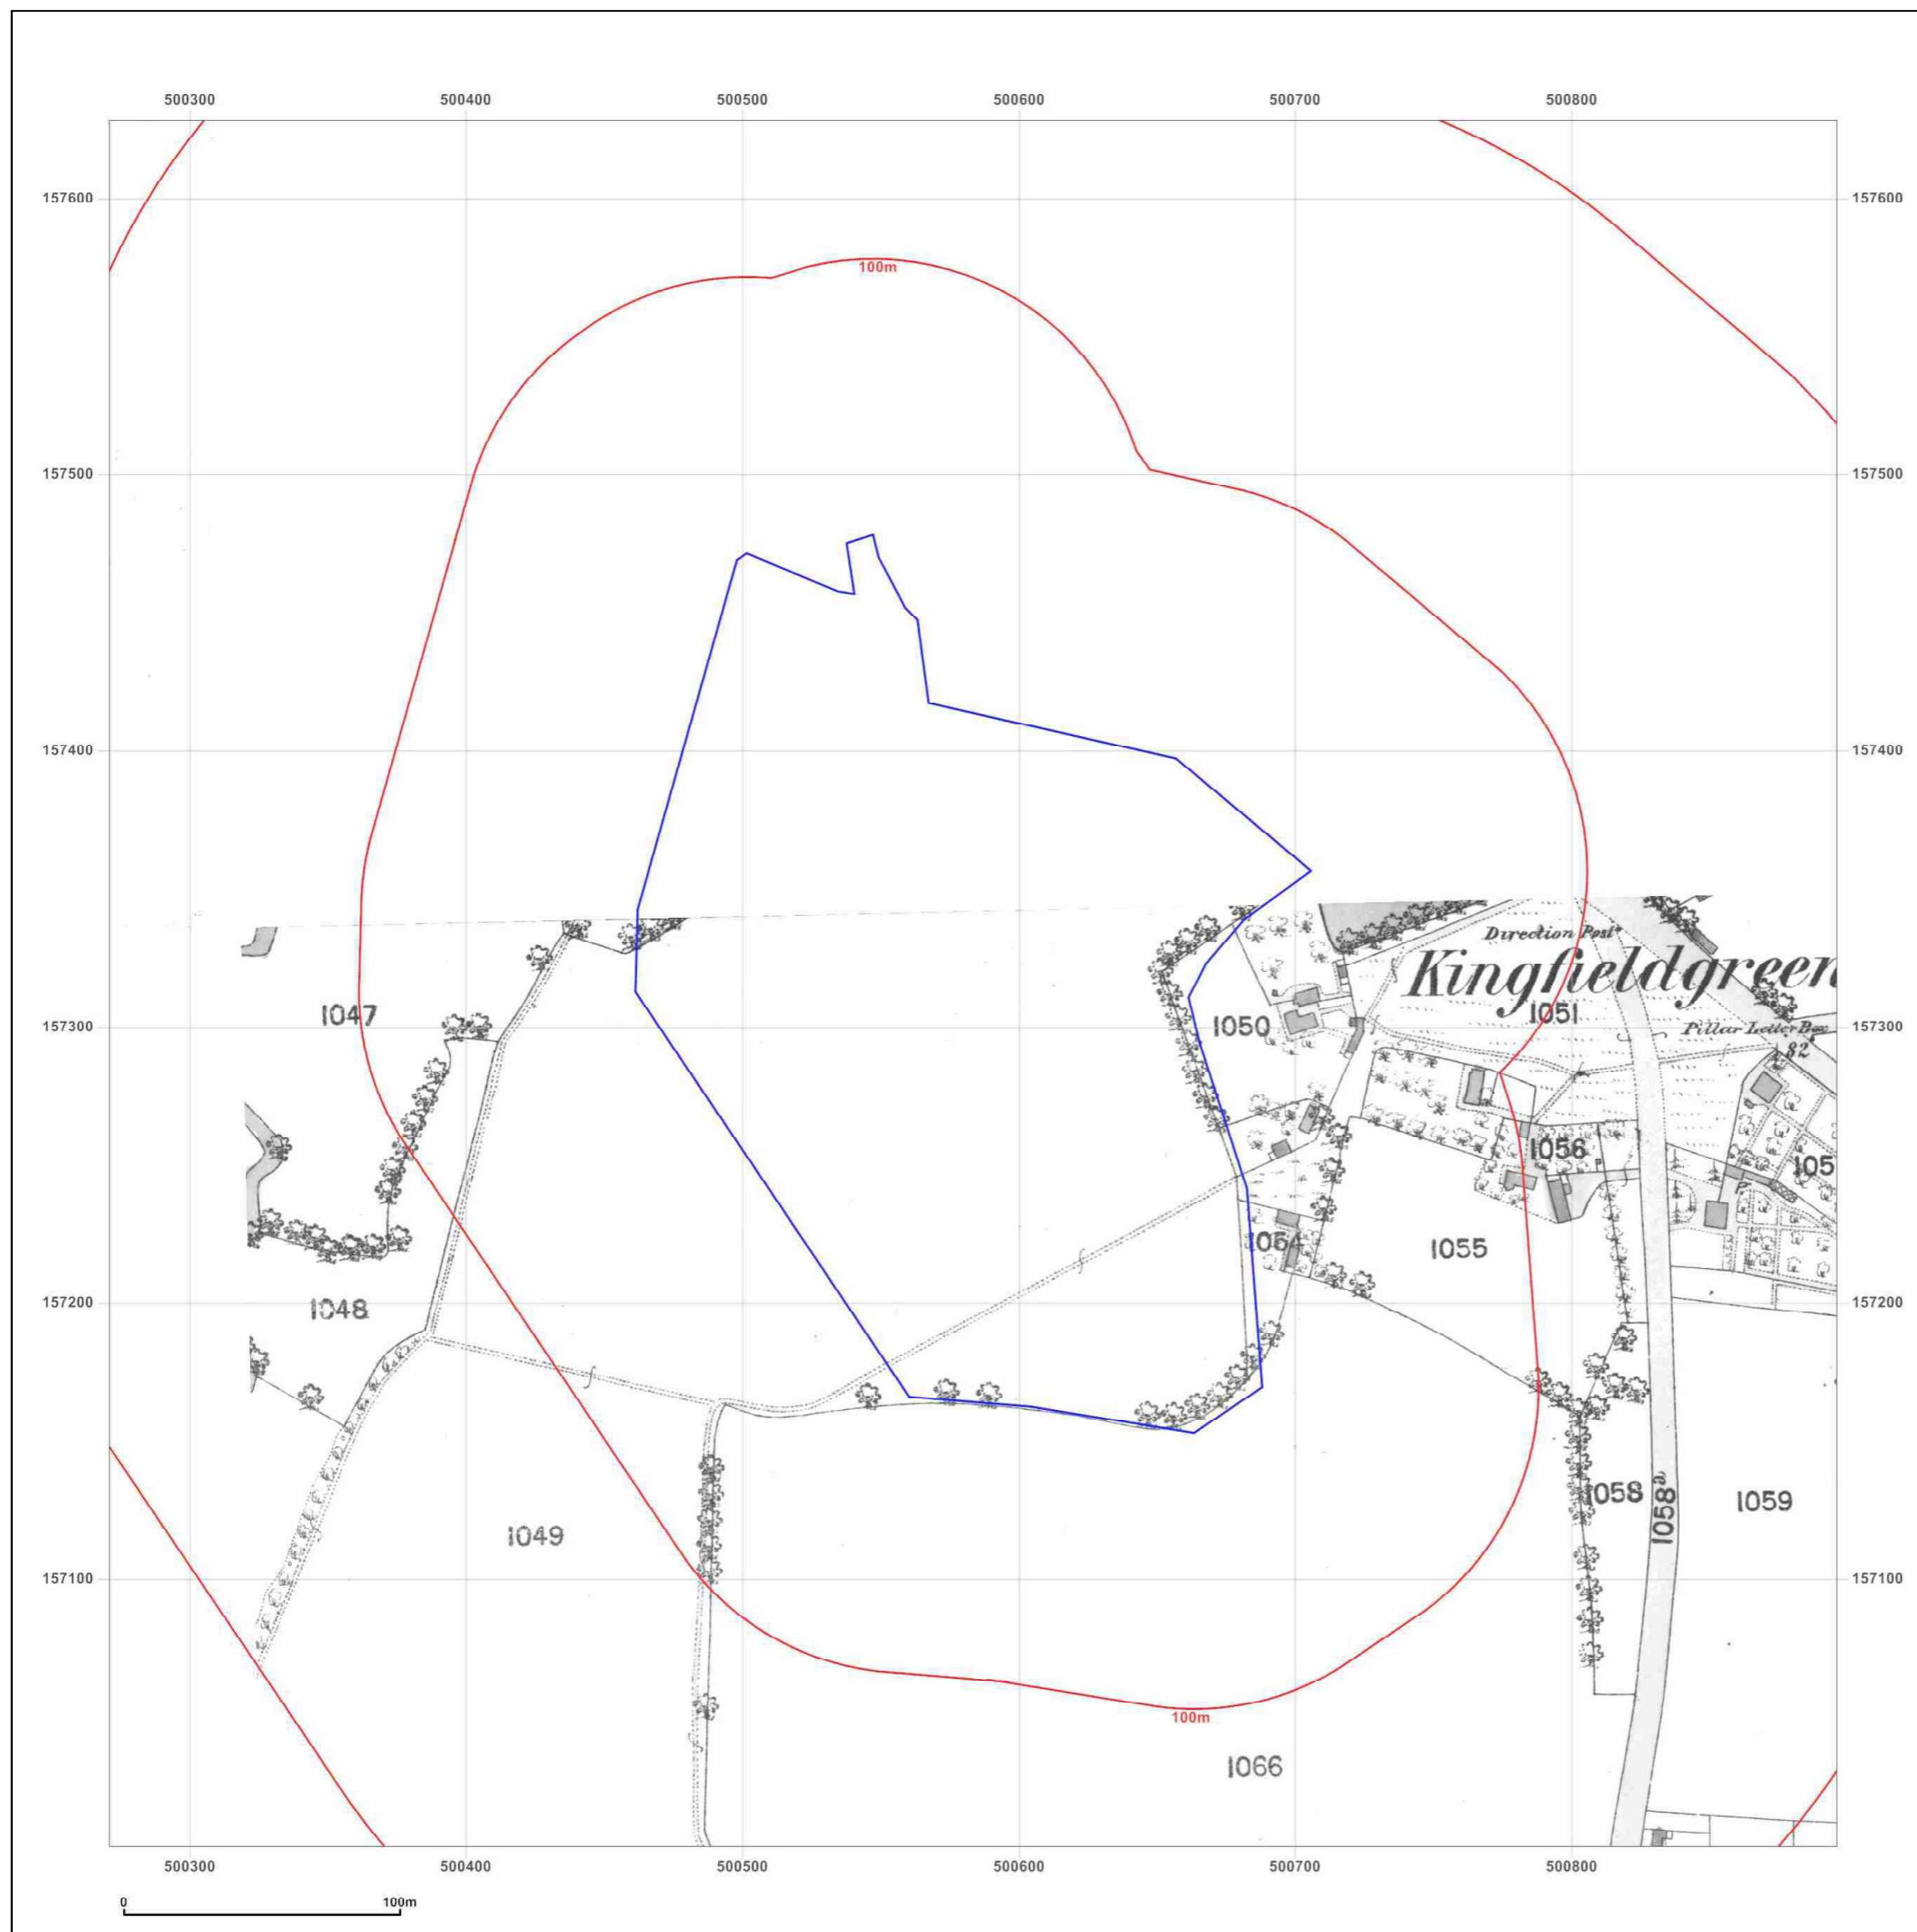 500300 500400 500500 500600 500700 500800
157600 157600
100m
157500 157500
157400 157400
Direction Post
Kingfieldgreen
1047 1050 1051
157300 Pillar Letter Box 157300
82
1056 105
1054 1055
1048
157200 157200
1058 1058a 1059
1049
157100 157100
100m
1066
500300 500400 500500 500600 500700 500800
0 100m